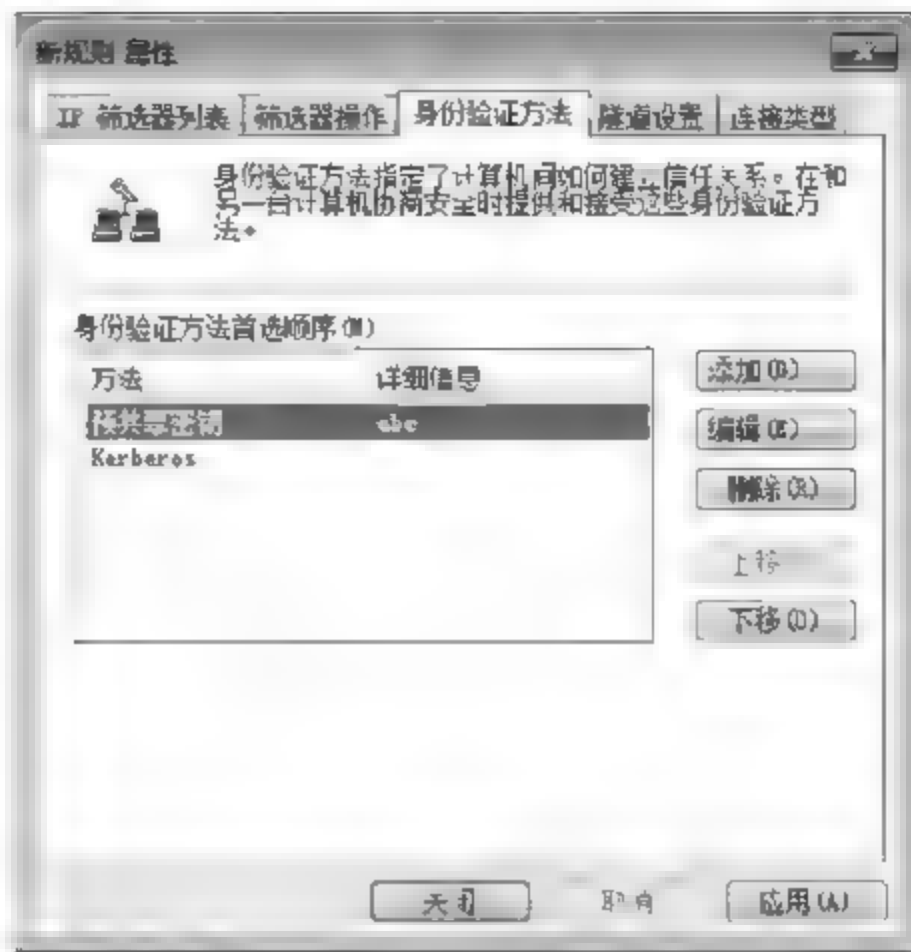 新规则 属性
IP 筛选器列表 筛选器操作 身份验证方法 隧道设置 连接类型
身份验证方法指定了计算机间如何建立信任关系。在和
另一台计算机协商安全时提供和接受这些身份验证方
法。
身份验证方法首选顺序(M)
方法 详细信息
预共享密钥 abc
Kerberos
添加(D)
编辑(E)
删除(R)
上移
下移(O)
关闭 取消 应用(A)